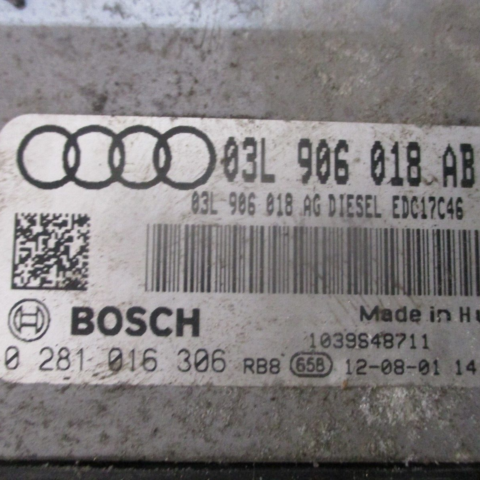 03L 906 018 AB
03L 906 018 AG DIESEL EDC17C46
BOSCH
Made in Hu
1039S48711
0 281 016 306 RB8 658 12-08-01 14